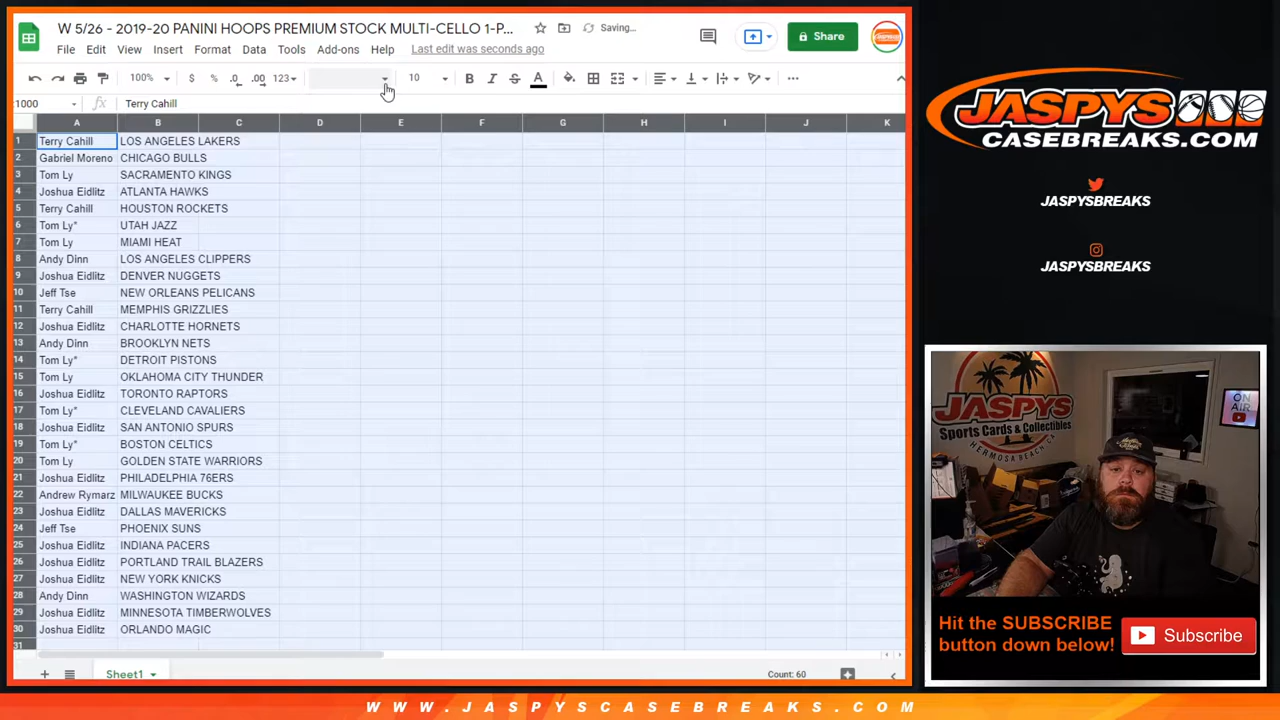 W 5/26 - 2019-20 PANINI HOOPS PREMIUM STOCK MULTI-CELLO 1-P...
Saving...
Share
File Edit View Insert Format Data Tools Add-ons Help Last edit was seconds ago
100% $ % .0 .00 123 10 B I S A
1000 fx Terry Cahill
A B C D E F G H I J K
1 Terry Cahill LOS ANGELES LAKERS
2 Gabriel Moreno CHICAGO BULLS
3 Tom Ly SACRAMENTO KINGS
4 Joshua Eidlitz ATLANTA HAWKS
5 Terry Cahill HOUSTON ROCKETS
6 Tom Ly* UTAH JAZZ
7 Tom Ly MIAMI HEAT
8 Andy Dinn LOS ANGELES CLIPPERS
9 Joshua Eidlitz DENVER NUGGETS
10 Jeff Tse NEW ORLEANS PELICANS
11 Terry Cahill MEMPHIS GRIZZLIES
12 Joshua Eidlitz CHARLOTTE HORNETS
13 Andy Dinn BROOKLYN NETS
14 Tom Ly* DETROIT PISTONS
15 Tom Ly OKLAHOMA CITY THUNDER
16 Joshua Eidlitz TORONTO RAPTORS
17 Tom Ly* CLEVELAND CAVALIERS
18 Joshua Eidlitz SAN ANTONIO SPURS
19 Tom Ly* BOSTON CELTICS
20 Tom Ly GOLDEN STATE WARRIORS
21 Joshua Eidlitz PHILADELPHIA 76ERS
22 Andrew Rymarz MILWAUKEE BUCKS
23 Joshua Eidlitz DALLAS MAVERICKS
24 Jeff Tse PHOENIX SUNS
25 Joshua Eidlitz INDIANA PACERS
26 Joshua Eidlitz PORTLAND TRAIL BLAZERS
27 Joshua Eidlitz NEW YORK KNICKS
28 Andy Dinn WASHINGTON WIZARDS
29 Joshua Eidlitz MINNESOTA TIMBERWOLVES
30 Joshua Eidlitz ORLANDO MAGIC
31
Sheet1
Count: 60
JASPYS
CASEBREAKS.COM
JASPYSBREAKS
JASPYSBREAKS
JASPYS
Sports Cards & Collectibles
HERMOSA BEACH, CA
ON
AIR
Hit the SUBSCRIBE
button down below!
Subscribe
WWW.JASPYSCASEBREAKS.COM